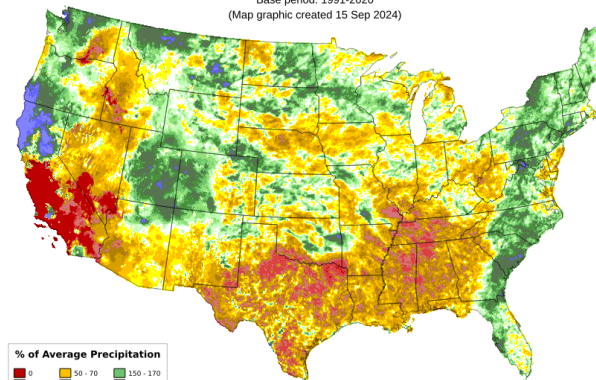 Base period: 1991-2020
(Map graphic created 15 Sep 2024)
% of Average Precipitation
0 50 - 70 150 - 170